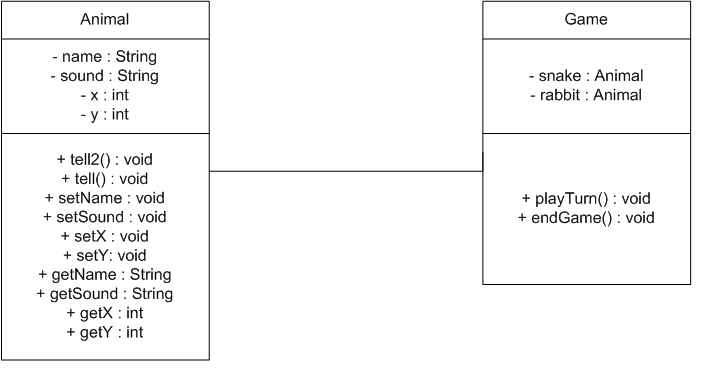 Animal
- name : String
- sound : String
- x : int
- y : int
+ tell2() : void
+ tell() : void
+ setName : void
+ setSound : void
+ setX : void
+ setY: void
+ getName : String
+ getSound : String
+ getX : int
+ getY : int
Game
- snake : Animal
- rabbit : Animal
+ playTurn() : void
+ endGame() : void